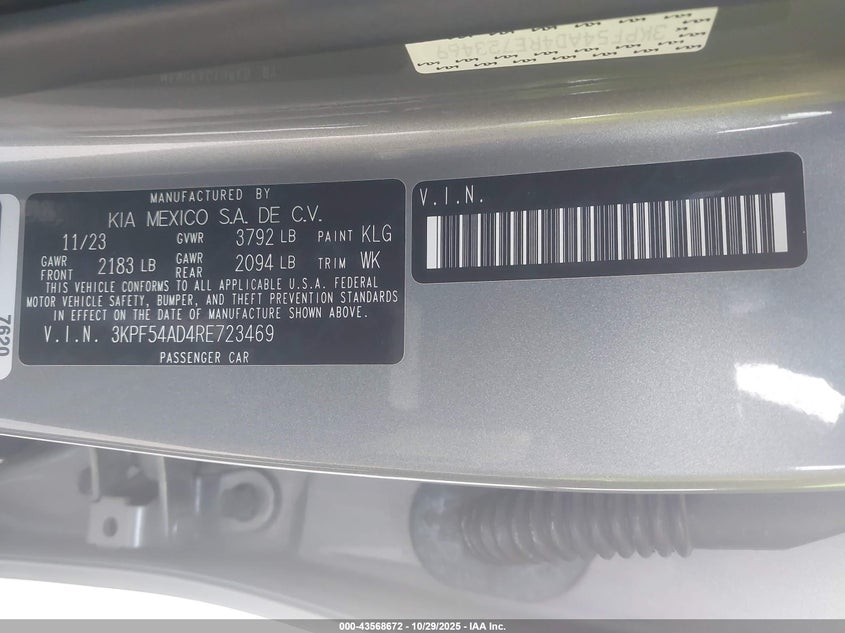 3KPF54AD4RE723469
MANUFACTURED BY
KIA MEXICO S.A. DE C.V.
11/23 GVWR 3792 LB PAINT KLG
GAWR FRONT 2183 LB GAWR REAR 2094 LB TRIM WK
THIS VEHICLE CONFORMS TO ALL APPLICABLE U.S.A. FEDERAL
MOTOR VEHICLE SAFETY, BUMPER, AND THEFT PREVENTION STANDARDS
IN EFFECT ON THE DATE OF MANUFACTURE SHOWN ABOVE.
V.I.N. 3KPF54AD4RE723469
PASSENGER CAR
V.I.N.
7620
000-43568672 - 10/29/2025 - IAA Inc.